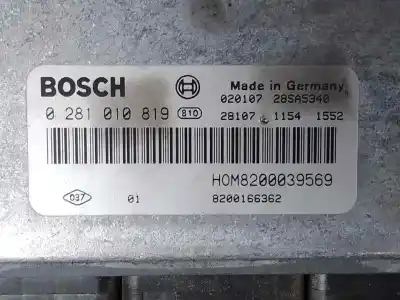 BOSCH
Made in Germany
020107 28SA5340
0 281 010 819 810
28107 1154 1552
HOM8200039569
037 01 8200166362